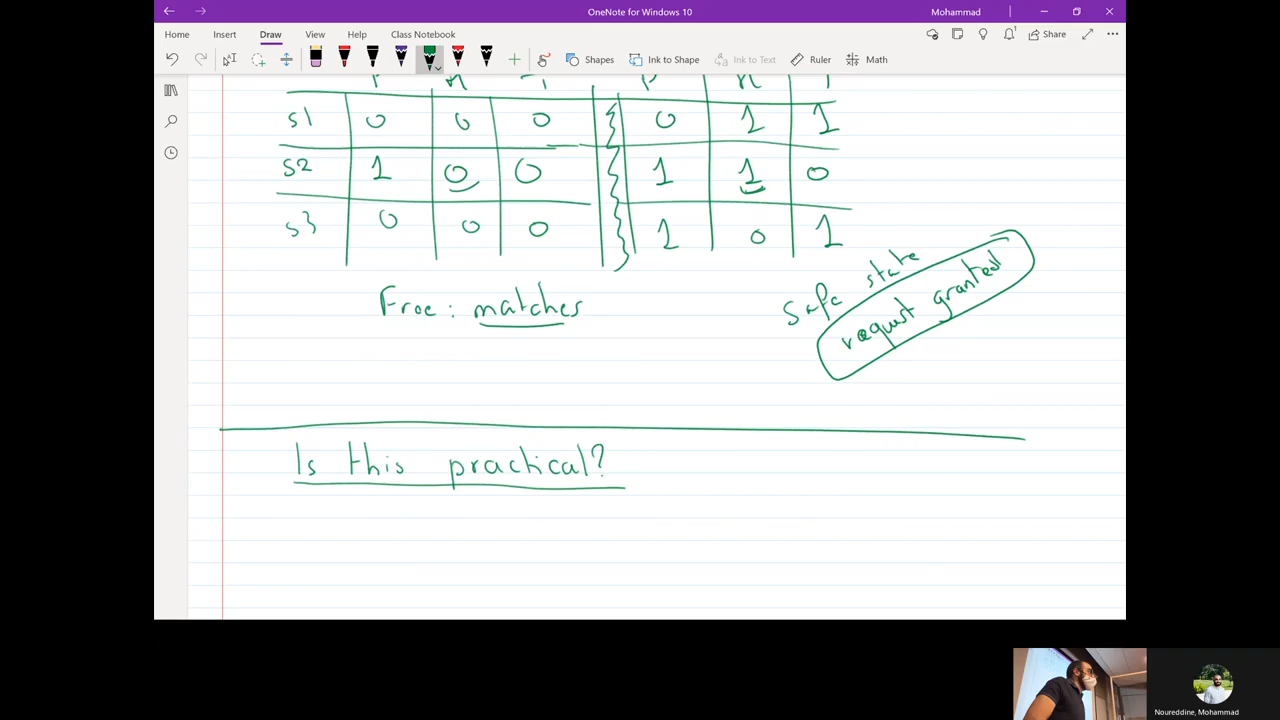 OneNote for Windows 10
Mohammad
Home Insert Draw View Help Class Notebook
Share
Shapes Ink to Shape Ink to Text Ruler Math
S1 0 0 0 0 1 1
S2 1 0 0 1 1 0
S3 0 0 0 1 0 1
Free: matches
Safe state
request granted
Is this practical?
Noureddine, Mohammad